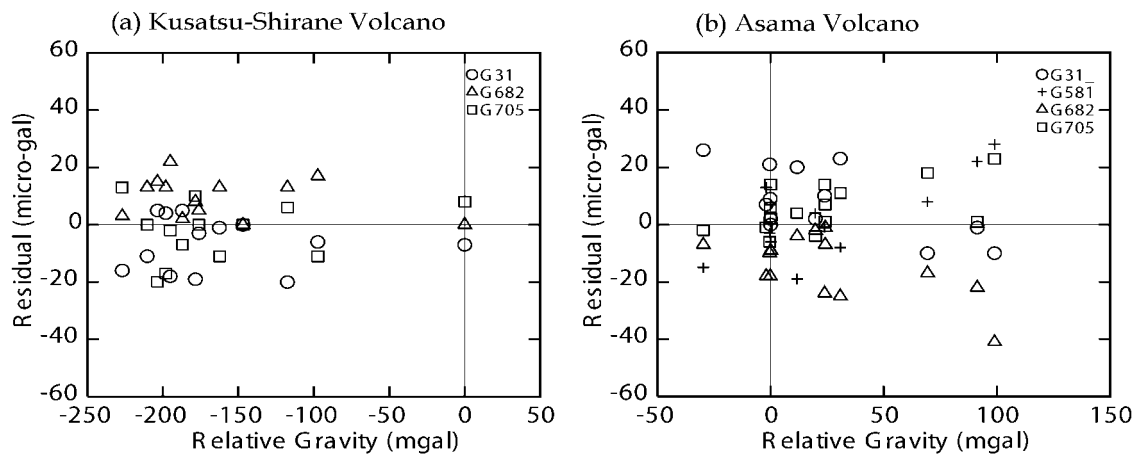 (a) Kusatsu-Shirane Volcano
60
40
20
0
-20
-40
-60
Residual (micro-gal)
G31
G682
G705
-250 -200 -150 -100 -50 0 50
Relative Gravity (mgal)
(b) Asama Volcano
60
40
20
0
-20
-40
-60
Residual (micro-gal)
G31_
G581
G682
G705
-50 0 50 100 150
Relative Gravity (mgal)